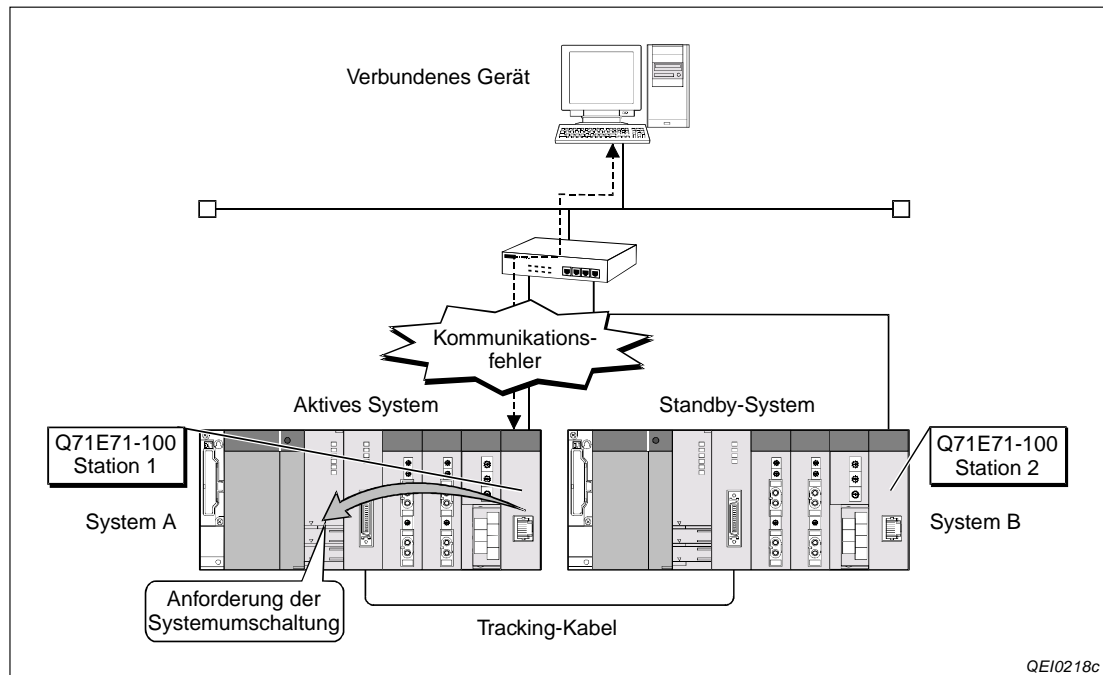 Verbundenes Gerät
Kommunikations-
fehler
Aktives System
Standby-System
Q71E71-100
Station 1
Q71E71-100
Station 2
System A
System B
Anforderung der
Systemumschaltung
Tracking-Kabel
QEI0218c